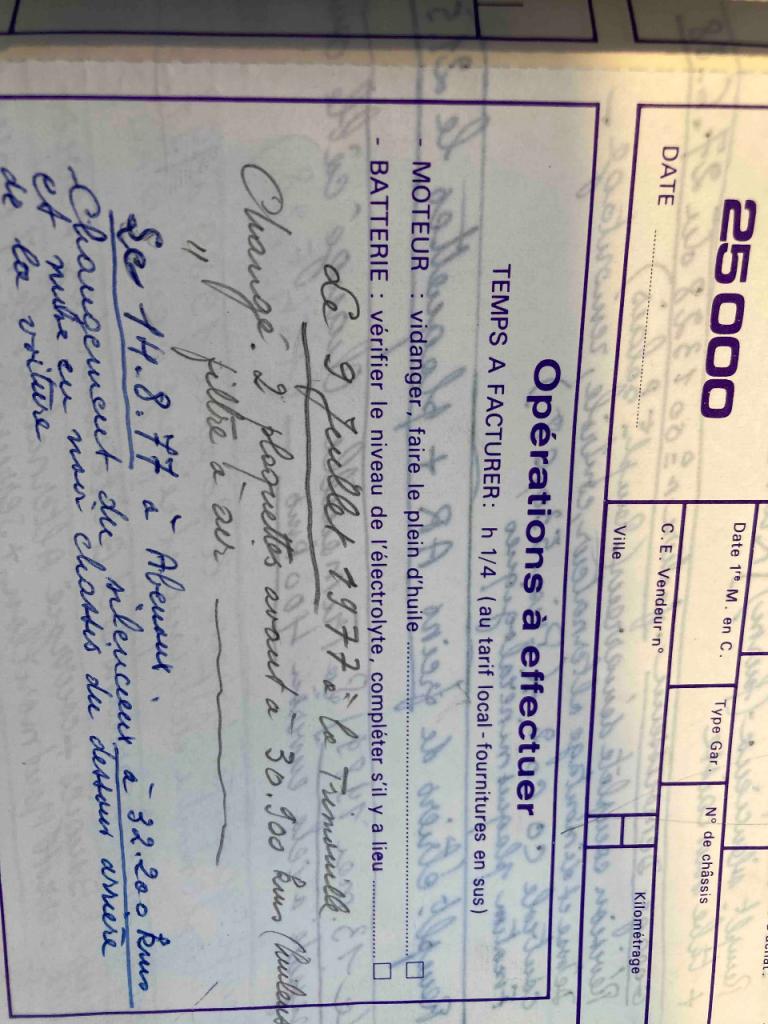 25 000
DATE
Date 1re M. en C.
Type Gar.
N° de châssis
C. E. Vendeur n°
Ville
Kilométrage
Opérations à effectuer
TEMPS A FACTURER : h 1/4 (au tarif local - fournitures en sus)
- MOTEUR : vidanger, faire le plein d'huile
- BATTERIE : vérifier le niveau de l'électrolyte, compléter s'il y a lieu
Le 9 Juillet 1977 à la Trimouille
Changé. 2 plaquettes avant à 30.900 kms
" filtre à air
Le 14.8.77 à
Changement du silencieux à 32.200 kms
et mise en noir chassis du dessous arrière
de la voiture